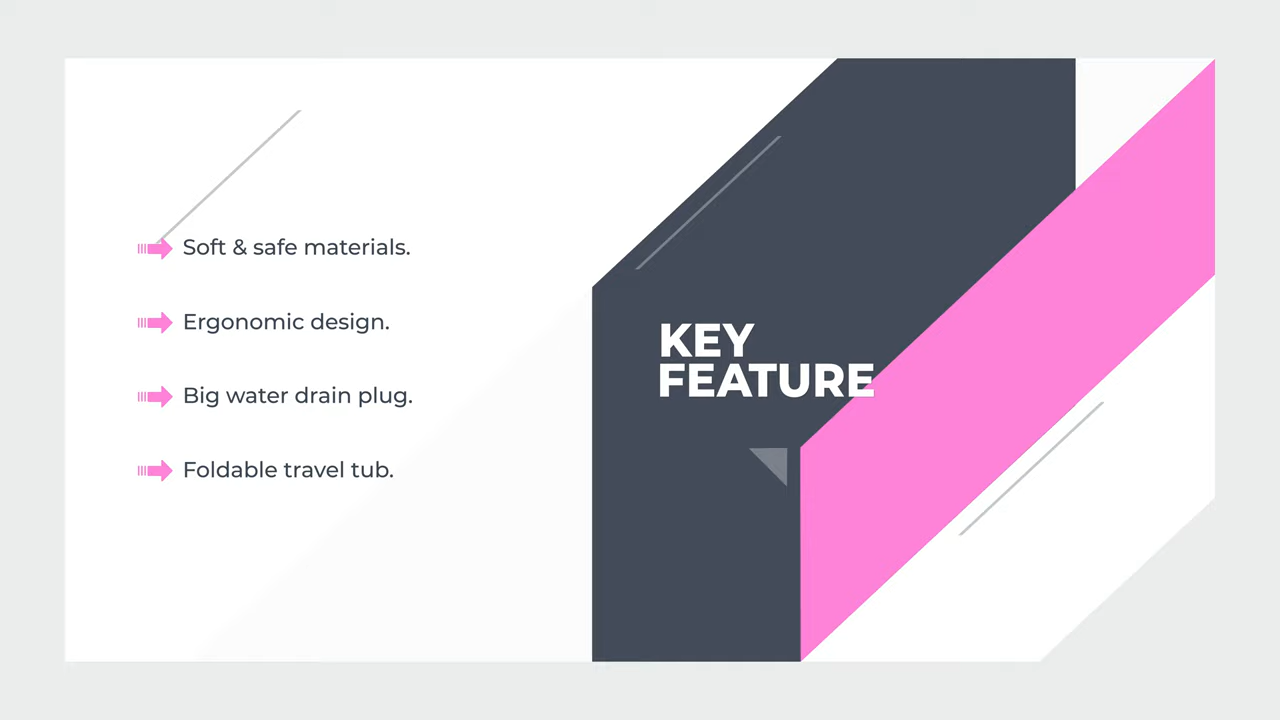 Soft & safe materials.
Ergonomic design.
Big water drain plug.
Foldable travel tub.
KEY
FEATURE